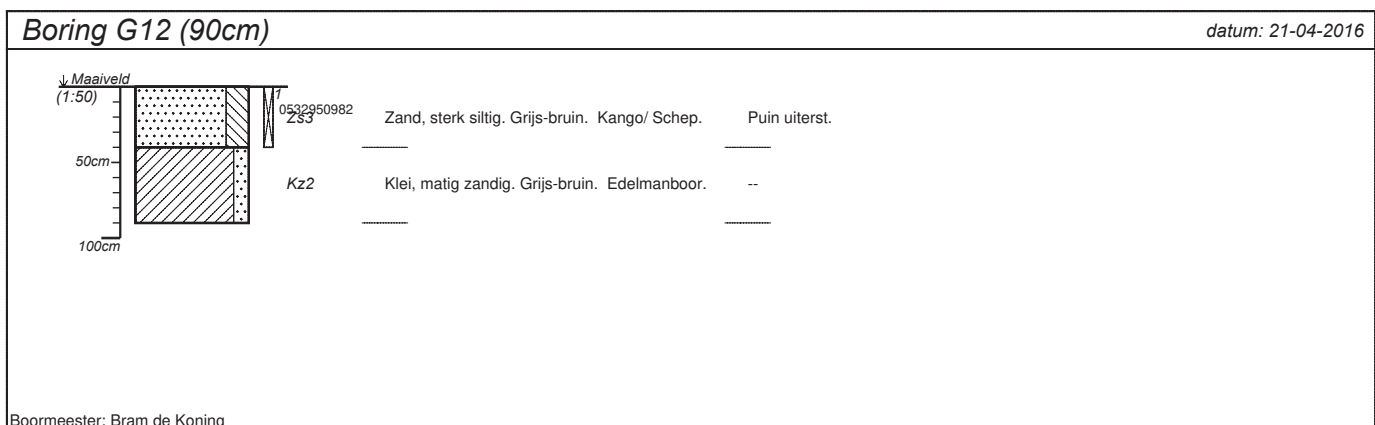 Boring G12 (90cm) datum: 21-04-2016
Maaiveld
(1:50)
1
0532950982
Zs3 Zand, sterk siltig. Grijs-bruin. Kango/ Schep. Puin uiterst.
50cm
Kz2 Klei, matig zandig. Grijs-bruin. Edelmanboor. --
100cm
Boormeester: Bram de Koning